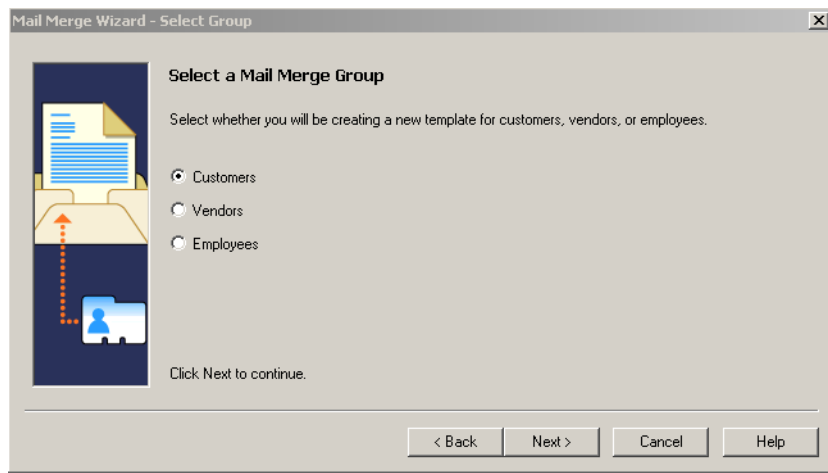 Mail Merge Wizard - Select Group
Select a Mail Merge Group
Select whether you will be creating a new template for customers, vendors, or employees.
Customers
Vendors
Employees
Click Next to continue.
< Back Next > Cancel Help